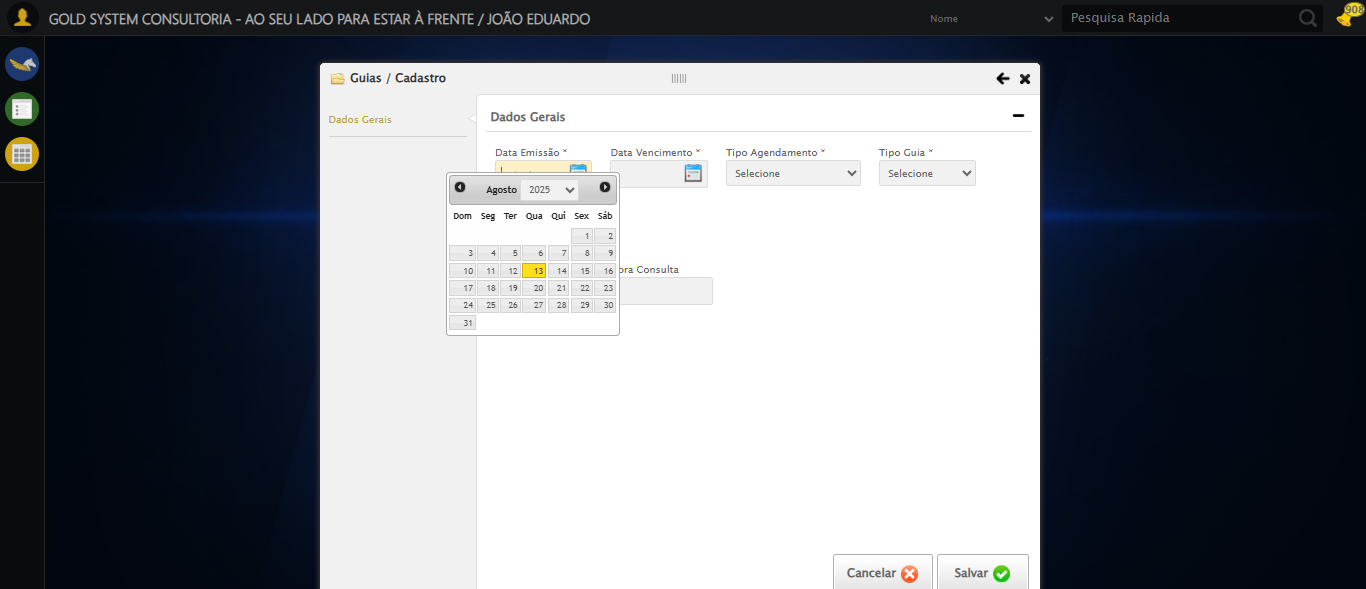 GOLD SYSTEM CONSULTORIA - AO SEU LADO PARA ESTAR À FRENTE / JOÃO EDUARDO
Nome
Pesquisa Rapida
908
Guias / Cadastro
Dados Gerais
Dados Gerais
Data Emissão *
Data Vencimento *
Tipo Agendamento *
Tipo Guia *
Selecione
Selecione
Agosto 2025
Dom Seg Ter Qua Qui Sex Sáb
1 2
3 4 5 6 7 8 9
10 11 12 13 14 15 16
17 18 19 20 21 22 23
24 25 26 27 28 29 30
31
Consulta
Cancelar
Salvar